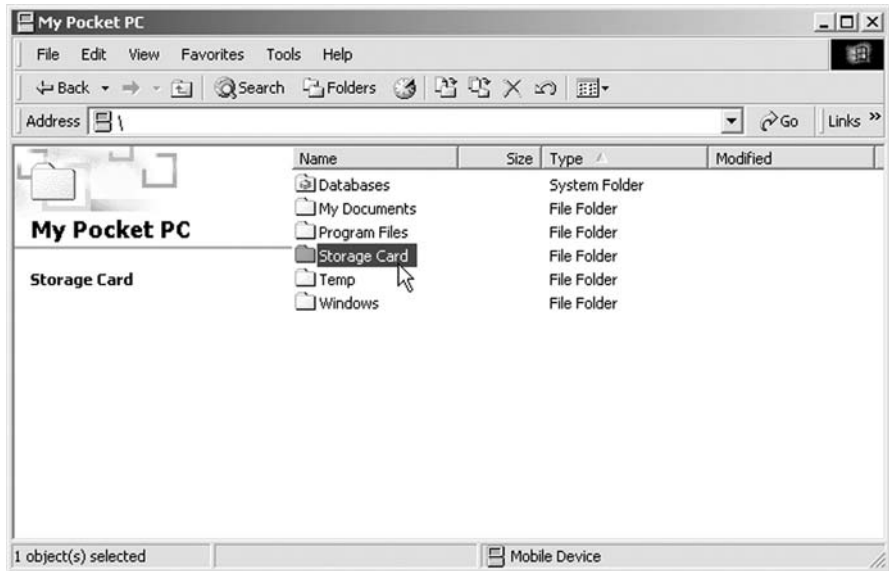 My Pocket PC
File Edit View Favorites Tools Help
Back Search Folders
Address \ Go Links »
My Pocket PC
Storage Card
Name Size Type Modified
Databases System Folder
My Documents File Folder
Program Files File Folder
Storage Card File Folder
Temp File Folder
Windows File Folder
1 object(s) selected Mobile Device